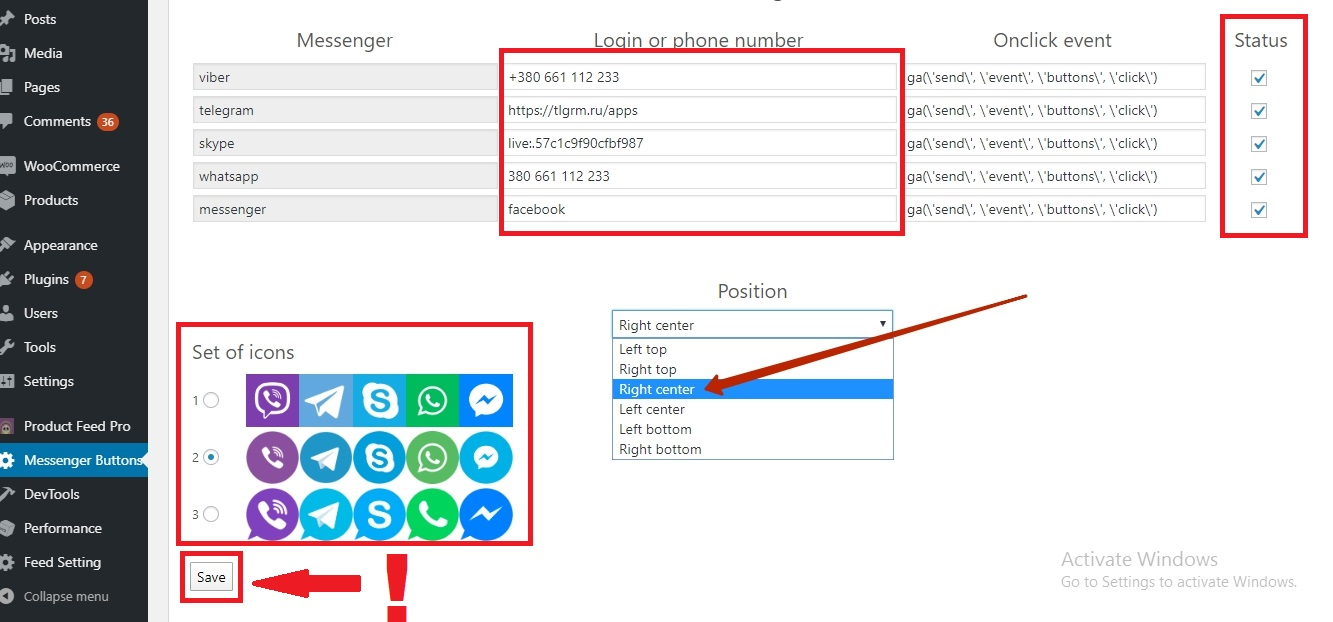 Posts
Media
Pages
Comments 36
WooCommerce
Products
Appearance
Plugins 7
Users
Tools
Settings
Product Feed Pro
Messenger Buttons
DevTools
Performance
Feed Setting
Collapse menu
Messenger Login or phone number Onclick event Status
viber +380 661 112 233 ga(\'send\', \'event\', \'buttons\', \'click\')
telegram https://tlgrm.ru/apps ga(\'send\', \'event\', \'buttons\', \'click\')
skype live:.57c1c9f90cfbf987 ga(\'send\', \'event\', \'buttons\', \'click\')
whatsapp 380 661 112 233 ga(\'send\', \'event\', \'buttons\', \'click\')
messenger facebook ga(\'send\', \'event\', \'buttons\', \'click\')
Position
Right center
Left top
Right top
Right center
Left center
Left bottom
Right bottom
Set of icons
1
2
3
Save
!
Activate Windows
Go to Settings to activate Windows.